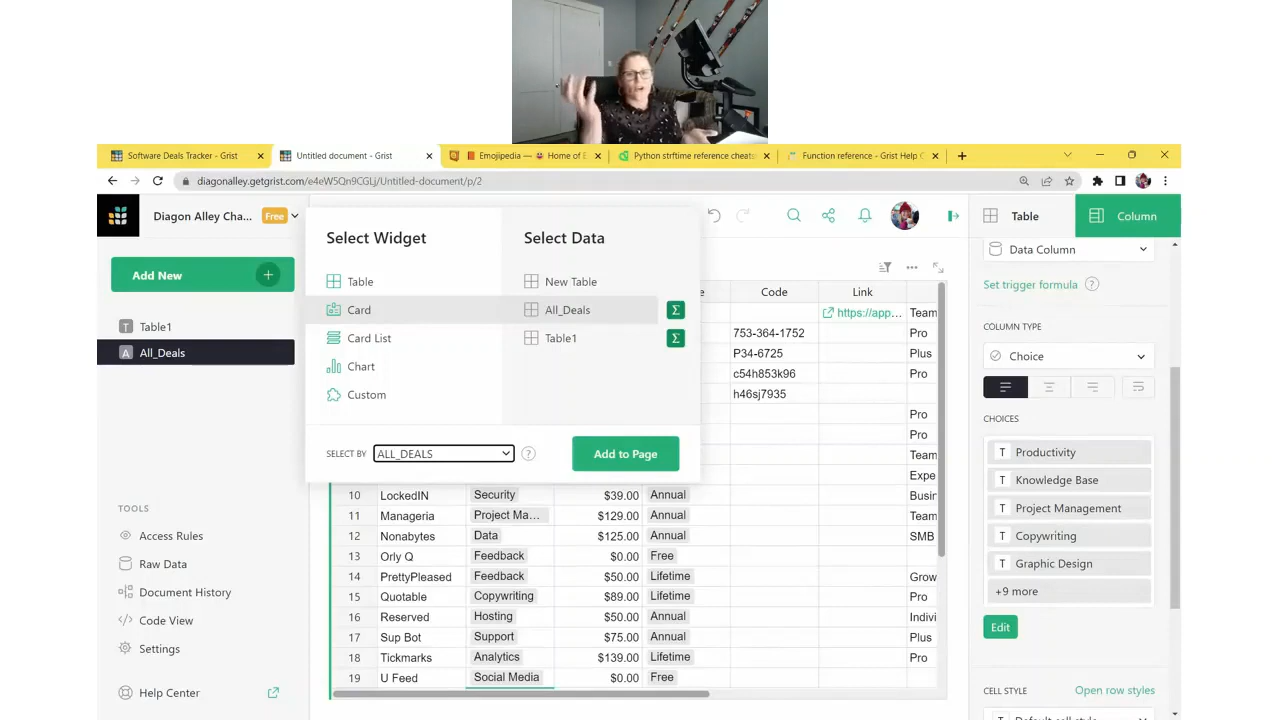 Software Deals Tracker - Grist
Untitled document - Grist
Emojipedia —
Home of E
Python strftime reference cheats
Function reference - Grist Help C
diagonalley.getgrist.com/e4eW5Qn9CGLj/Untitled-document/p/2
Diagon Alley Cha...
Free
Add New
Table1
All_Deals
TOOLS
Access Rules
Raw Data
Document History
Code View
Settings
Help Center
Select Widget
Table
Card
Card List
Chart
Custom
Select Data
New Table
All_Deals
Table1
SELECT BY
ALL_DEALS
Add to Page
e Code Link
https://app... Team
753-364-1752 Pro
P34-6725 Plus
c54h853k96 Pro
h46sj7935
Pro
Pro
Team
Expe
10 LockedIN Security $39.00 Annual Busin
11 Manageria Project Ma... $129.00 Annual Team
12 Nonabytes Data $125.00 Annual SMB
13 Orly Q Feedback $0.00 Free
14 PrettyPleased Feedback $50.00 Lifetime Grow
15 Quotable Copywriting $89.00 Lifetime Pro
16 Reserved Hosting $50.00 Annual Indivi
17 Sup Bot Support $75.00 Annual Plus
18 Tickmarks Analytics $139.00 Lifetime Pro
19 U Feed Social Media $0.00 Free
Table
Column
Data Column
Set trigger formula
COLUMN TYPE
Choice
CHOICES
T Productivity
T Knowledge Base
T Project Management
T Copywriting
T Graphic Design
+9 more
Edit
CELL STYLE
Open row styles
T Default cell style